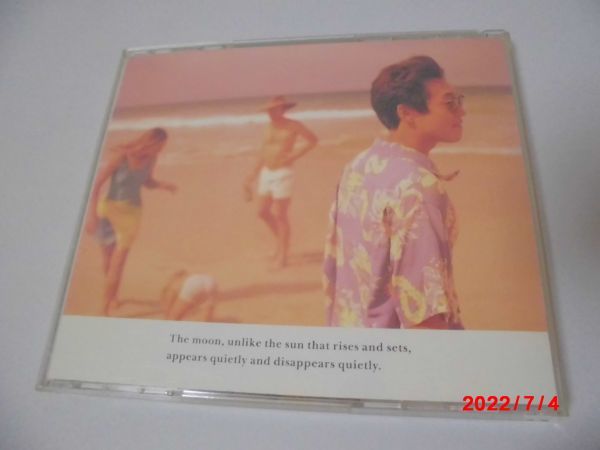 The moon, unlike the sun that rises and sets,
appears quietly and disappears quietly.
2022/7/4